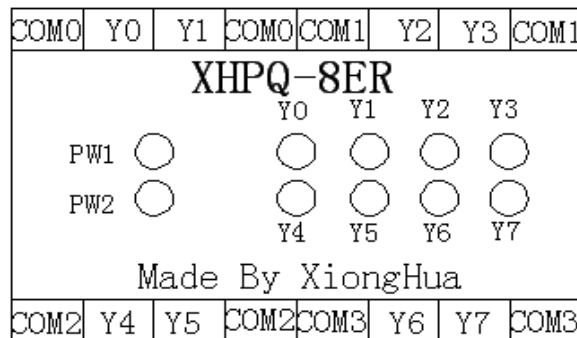 COM0 Y0 Y1 COM0 COM1 Y2 Y3 COM1
XHPQ-8ER
Y0 Y1 Y2 Y3
PW1
PW2
Y4 Y5 Y6 Y7
Made By XiongHua
COM2 Y4 Y5 COM2 COM3 Y6 Y7 COM3